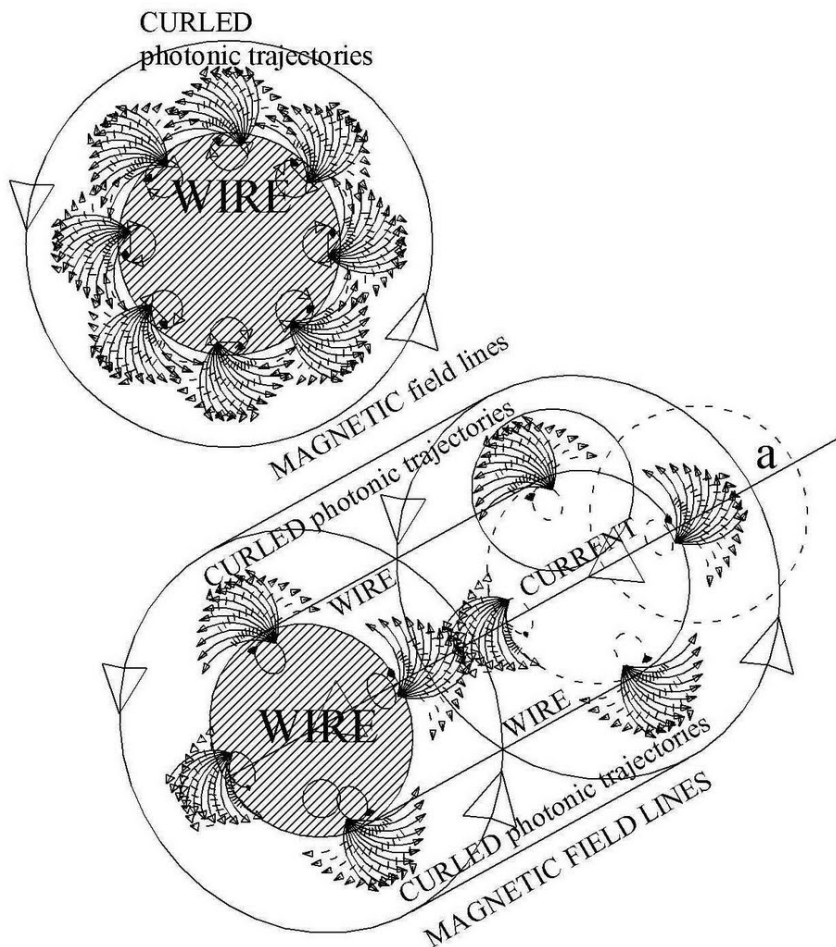 CURLED
photonic trajectories
WIRE
MAGNETIC field lines
CURLED photonic trajectories
a
WIRE
CURRENT
WIRE
WIRE
CURLED photonic trajectories
MAGNETIC FIELD LINES